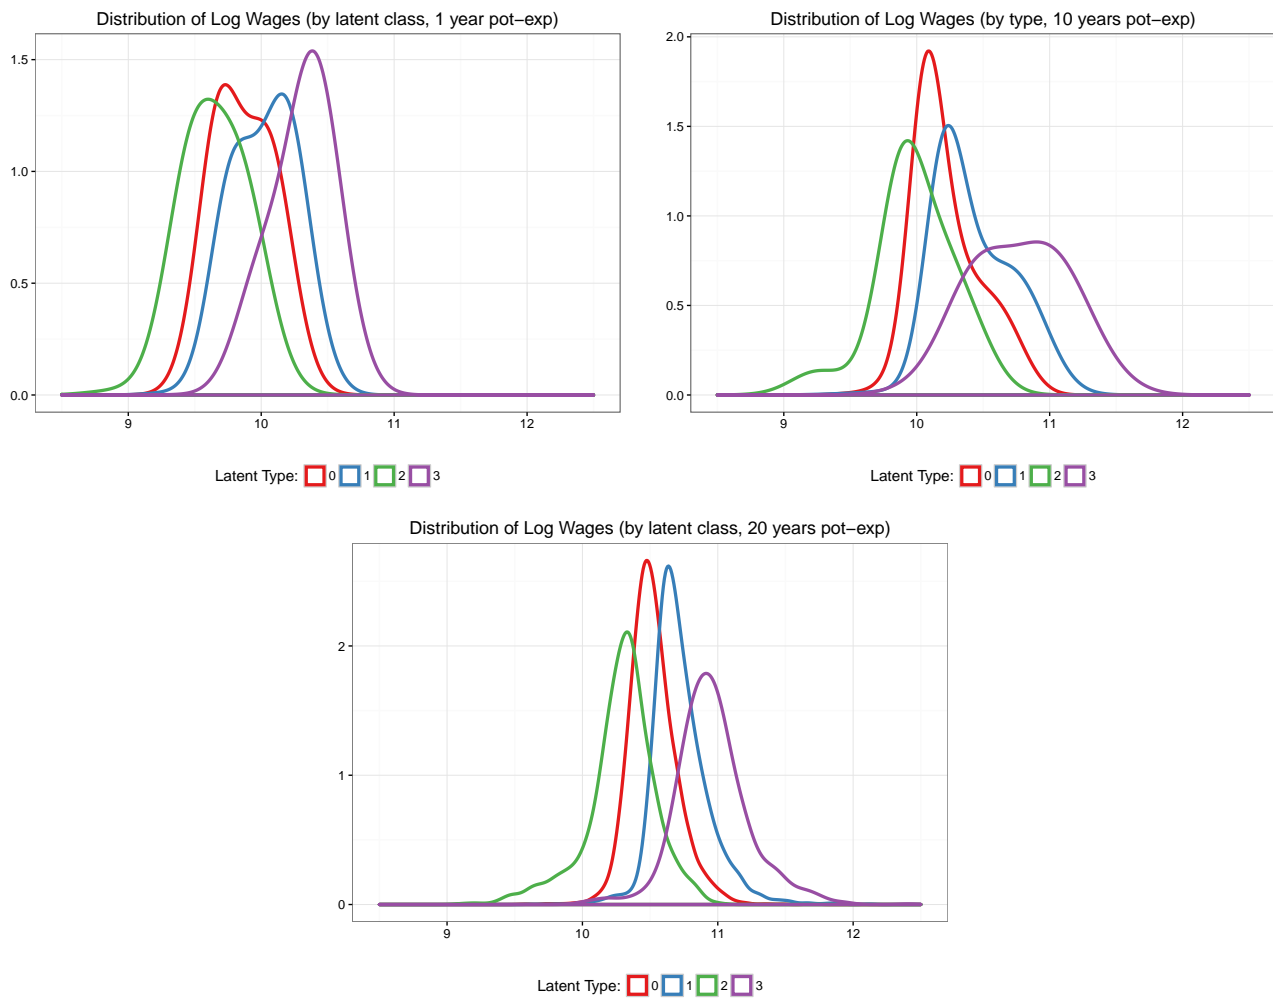 Distribution of Log Wages (by latent class, 1 year pot−exp)
1.5
1.0
0.5
0.0
9 10 11 12
Latent Type: 0 1 2 3
Distribution of Log Wages (by type, 10 years pot−exp)
2.0
1.5
1.0
0.5
0.0
9 10 11 12
Latent Type: 0 1 2 3
Distribution of Log Wages (by latent class, 20 years pot−exp)
2
1
0
9 10 11 12
Latent Type: 0 1 2 3